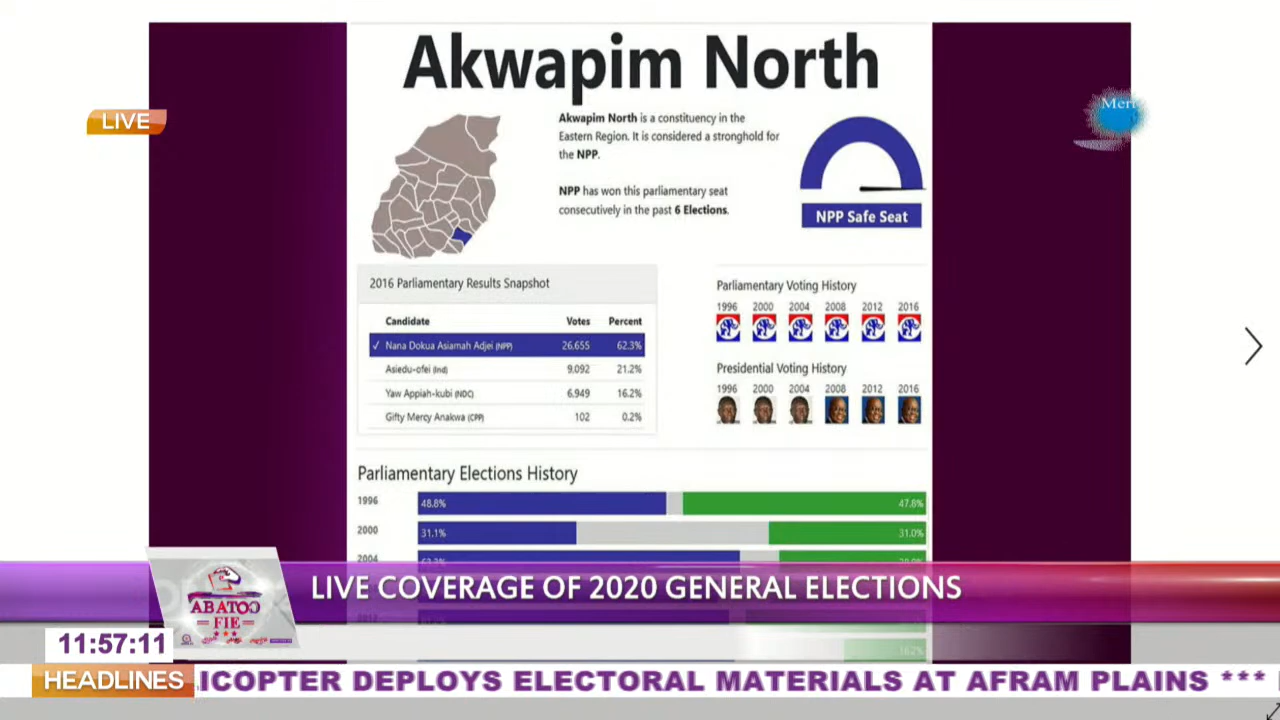 Akwapim North
LIVE
Meri
Akwapim North is a constituency in the
Eastern Region. It is considered a stronghold for
the NPP.
NPP has won this parliamentary seat
consecutively in the past 6 Elections.
NPP Safe Seat
2016 Parliamentary Results Snapshot
Candidate Votes Percent
✓ Nana Dokua Asiamah Adjei (NPP) 26,655 62.3%
Asiedu-ofei (Ind) 9,092 21.2%
Yaw Appiah-kubi (NDC) 6,949 16.2%
Gifty Mercy Anakwa (CPP) 102 0.2%
Parliamentary Voting History
1996 2000 2004 2008 2012 2016
Presidential Voting History
1996 2000 2004 2008 2012 2016
Parliamentary Elections History
1996 48.8% 47.8%
2000 31.1% 31.0%
2004
LIVE COVERAGE OF 2020 GENERAL ELECTIONS
ABATOO
FIE
16.2%
11:57:11
HEADLINES ICOPTER DEPLOYS ELECTORAL MATERIALS AT AFRAM PLAINS ***